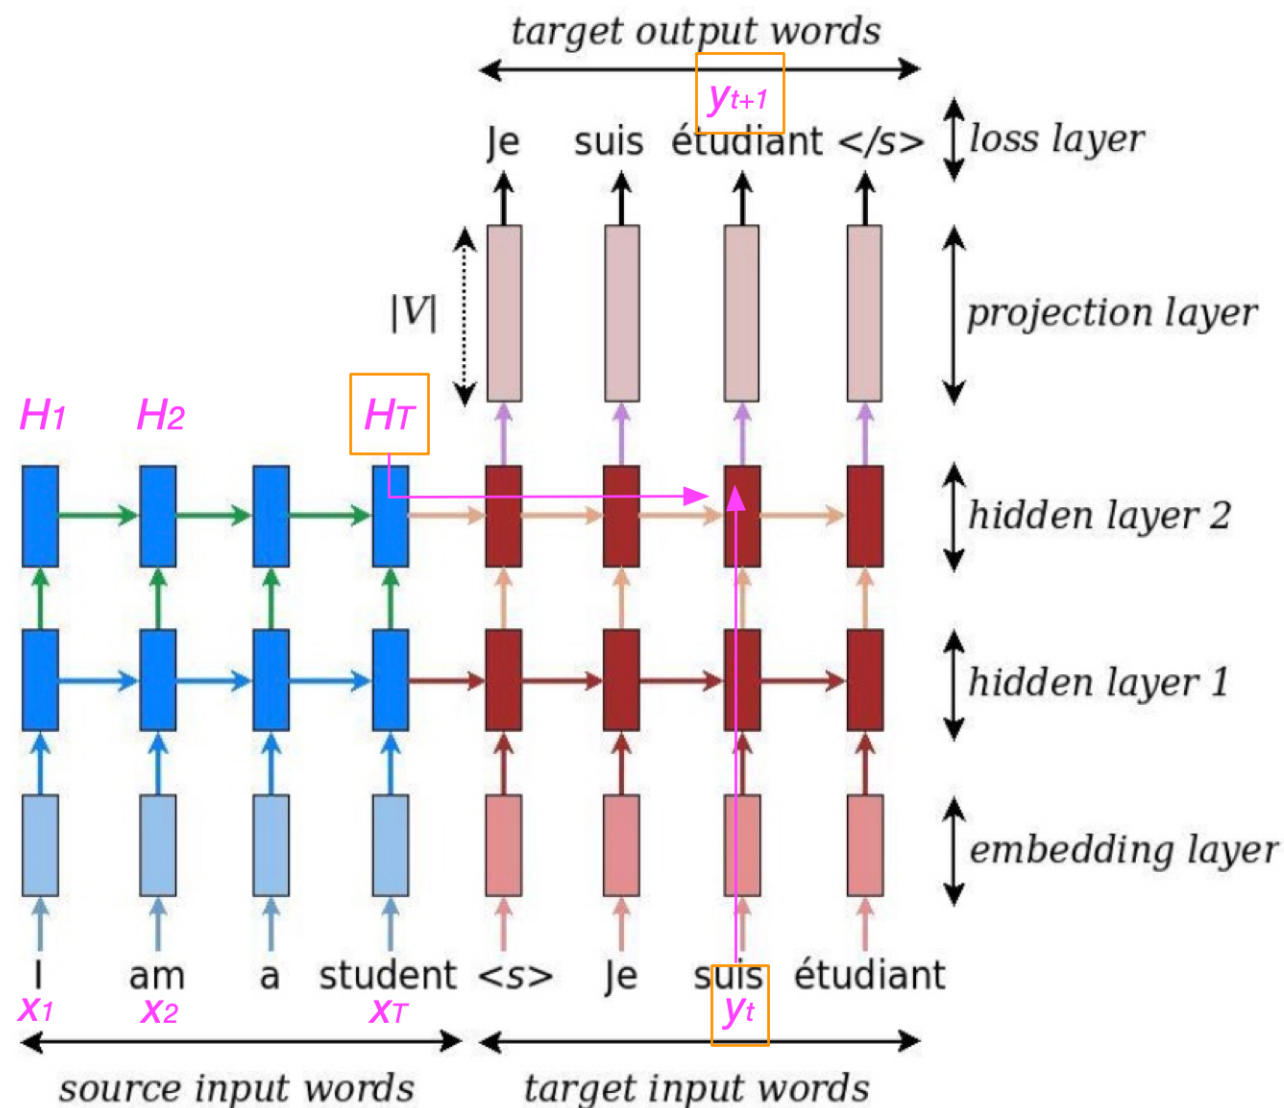 target output words
yt+1
Je suis étudiant </s> loss layer
|V| projection layer
H1 H2 HT
hidden layer 2
hidden layer 1
embedding layer
I am a student <s> Je suis étudiant
x1 x2 xT yt
source input words target input words